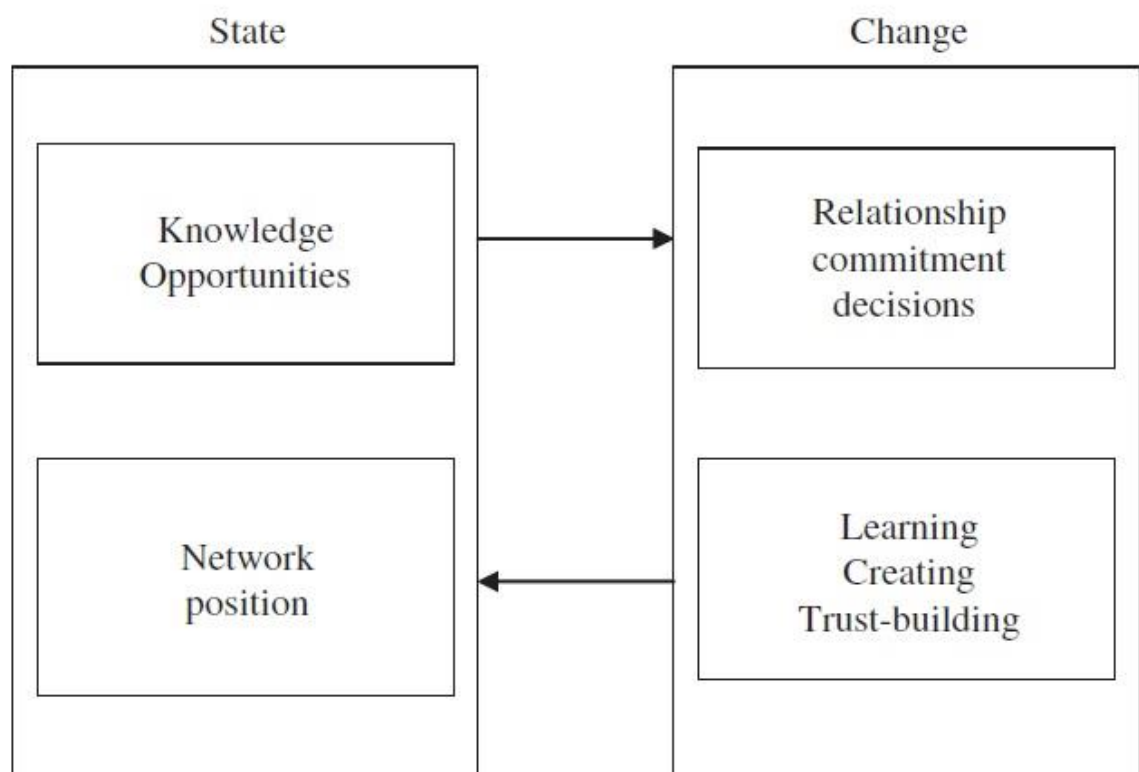 State
Change
Knowledge
Opportunities
Relationship
commitment
decisions
Network
position
Learning
Creating
Trust-building